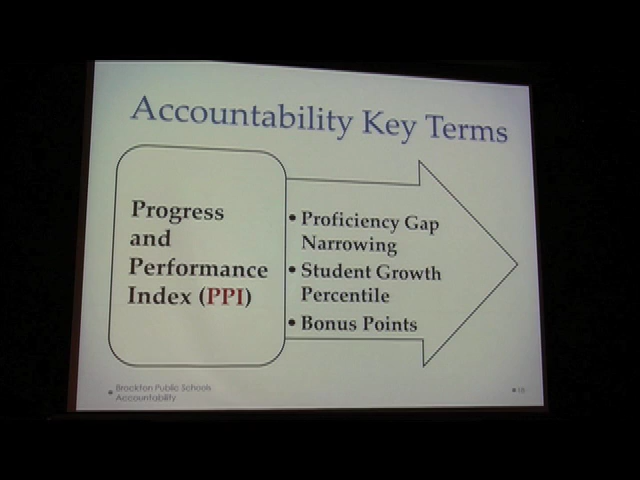 Accountability Key Terms
Progress
and
Performance
Index (PPI)
• Proficiency Gap
Narrowing
• Student Growth
Percentile
• Bonus Points
Brockton Public Schools
Accountability